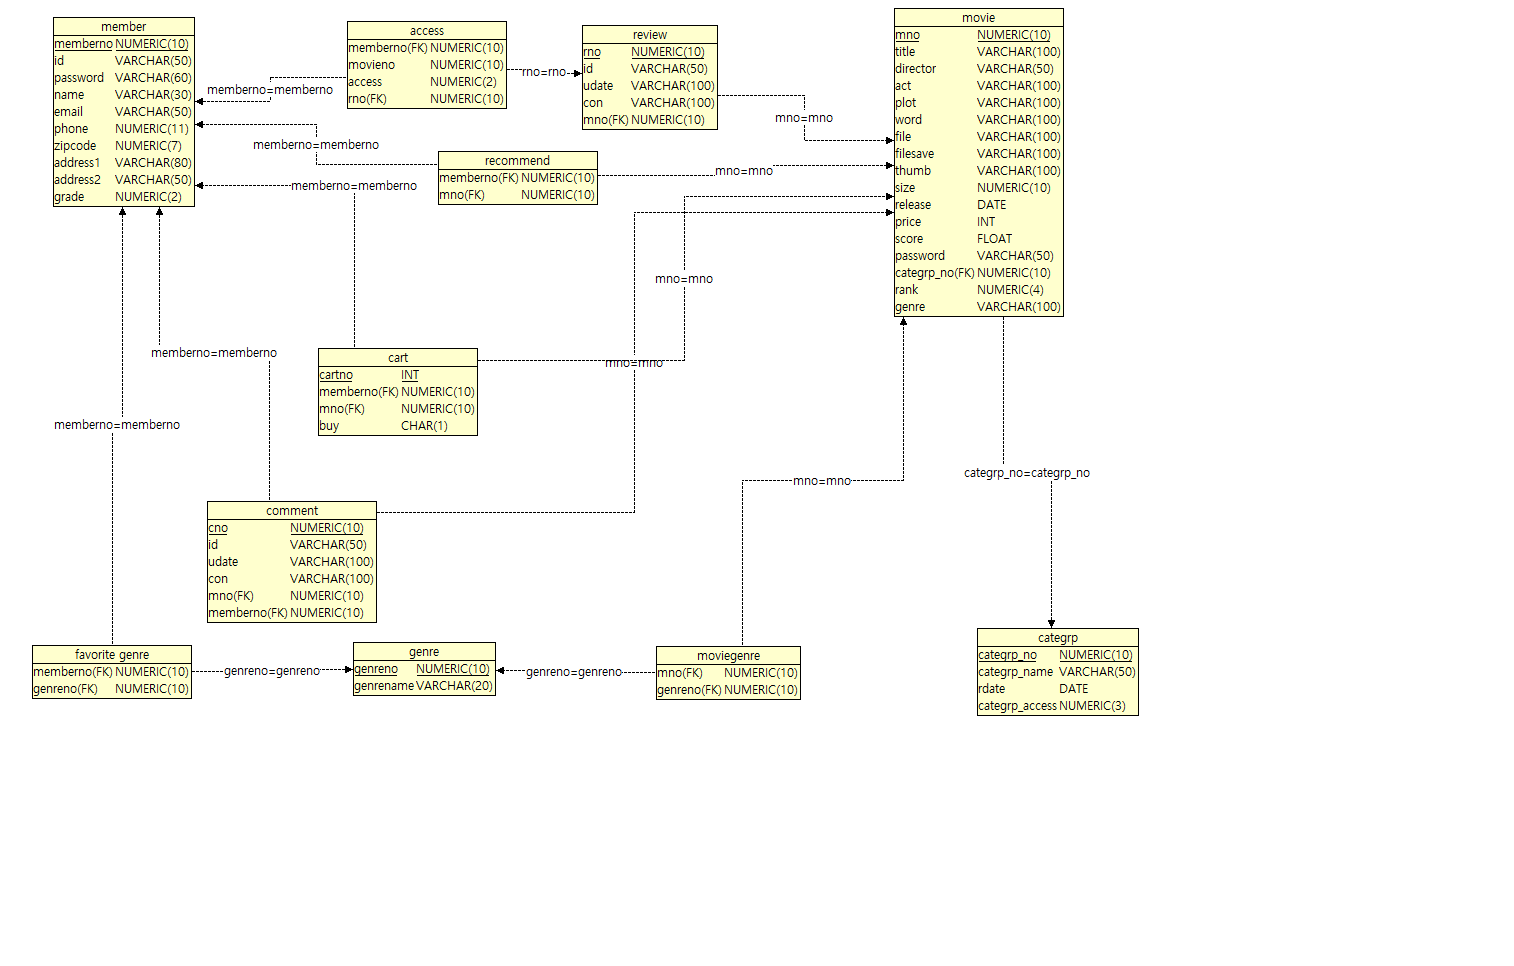 member
memberno NUMERIC(10)
id VARCHAR(50)
password VARCHAR(60)
name VARCHAR(30)
email VARCHAR(50)
phone NUMERIC(11)
zipcode NUMERIC(7)
address1 VARCHAR(80)
address2 VARCHAR(50)
grade NUMERIC(2)
access
memberno(FK) NUMERIC(10)
movieno NUMERIC(10)
access NUMERIC(2)
rno(FK) NUMERIC(10)
review
rno NUMERIC(10)
id VARCHAR(50)
udate VARCHAR(100)
con VARCHAR(100)
mno(FK) NUMERIC(10)
movie
mno NUMERIC(10)
title VARCHAR(100)
director VARCHAR(50)
act VARCHAR(100)
plot VARCHAR(100)
word VARCHAR(100)
file VARCHAR(100)
filesave VARCHAR(100)
thumb VARCHAR(100)
size NUMERIC(10)
release DATE
price INT
score FLOAT
password VARCHAR(50)
categrp_no(FK) NUMERIC(10)
rank NUMERIC(4)
genre VARCHAR(100)
memberno=memberno
rno=rno
mno=mno
memberno=memberno
recommend
memberno(FK) NUMERIC(10)
mno(FK) NUMERIC(10)
mno=mno
memberno=memberno
mno=mno
memberno=memberno
cart
cartno INT
memberno(FK) NUMERIC(10)
mno(FK) NUMERIC(10)
buy CHAR(1)
mno=mno
memberno=memberno
mno=mno
categrp_no=categrp_no
comment
cno NUMERIC(10)
id VARCHAR(50)
udate VARCHAR(100)
con VARCHAR(100)
mno(FK) NUMERIC(10)
memberno(FK) NUMERIC(10)
favorite genre
memberno(FK) NUMERIC(10)
genreno(FK) NUMERIC(10)
genreno=genreno
genre
genreno NUMERIC(10)
genrename VARCHAR(20)
genreno=genreno
moviegenre
mno(FK) NUMERIC(10)
genreno(FK) NUMERIC(10)
categrp
categrp_no NUMERIC(10)
categrp_name VARCHAR(50)
rdate DATE
categrp_access NUMERIC(3)